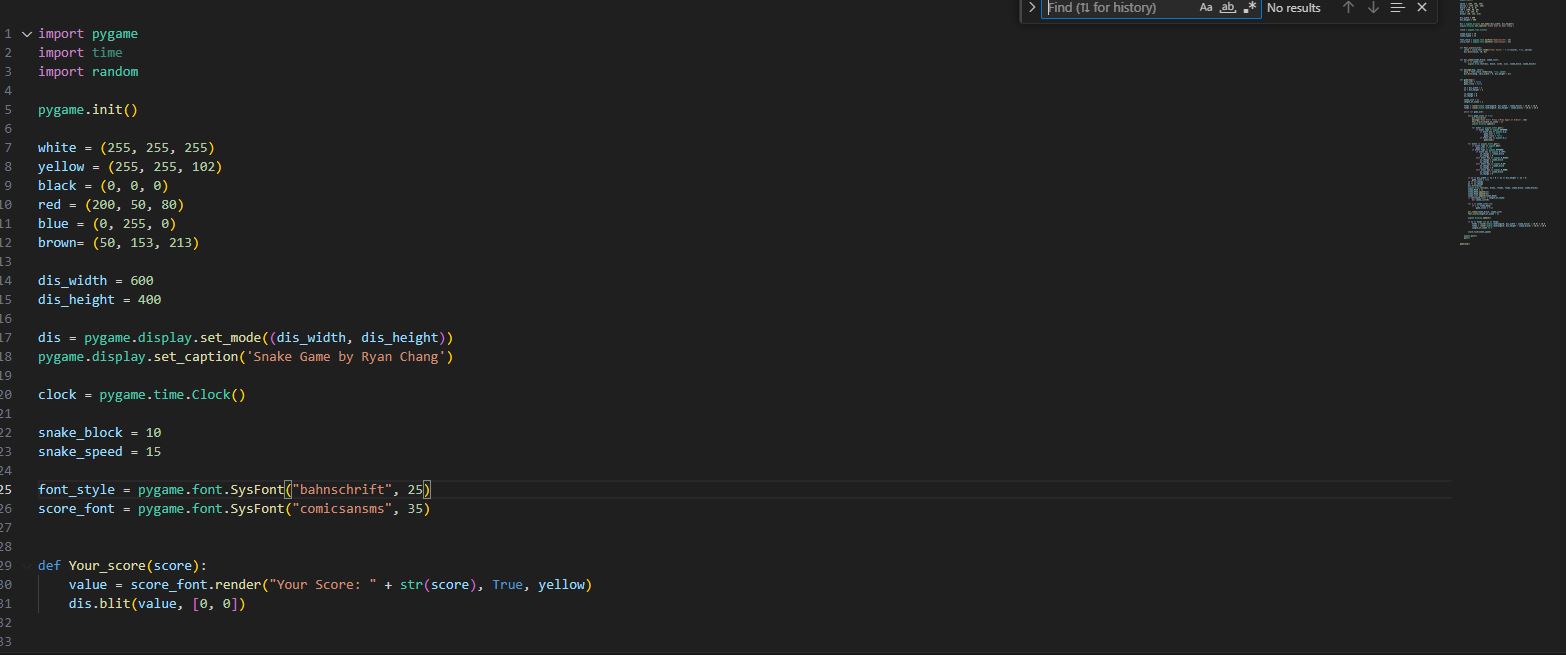 Find (⇅ for history) Aa ab .* No results
1 import pygame
2 import time
3 import random
4
5 pygame.init()
6
7 white = (255, 255, 255)
8 yellow = (255, 255, 102)
9 black = (0, 0, 0)
10 red = (200, 50, 80)
11 blue = (0, 255, 0)
12 brown= (50, 153, 213)
13
14 dis_width = 600
15 dis_height = 400
16
17 dis = pygame.display.set_mode((dis_width, dis_height))
18 pygame.display.set_caption('Snake Game by Ryan Chang')
19
20 clock = pygame.time.Clock()
21
22 snake_block = 10
23 snake_speed = 15
24
25 font_style = pygame.font.SysFont("bahnschrift", 25)
26 score_font = pygame.font.SysFont("comicsansms", 35)
27
28
29 def Your_score(score):
30     value = score_font.render("Your Score: " + str(score), True, yellow)
31     dis.blit(value, [0, 0])
32
33